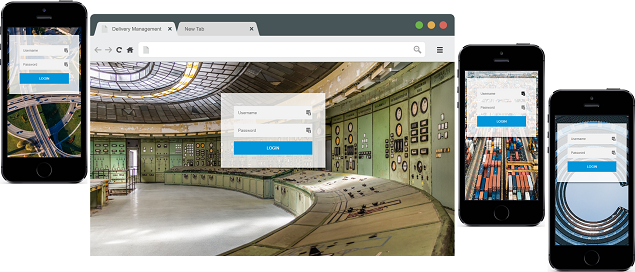 Username
Password
LOGIN
Delivery Management
New Tab
Username
Password
LOGIN
Username
Password
LOGIN
Username
Password
LOGIN